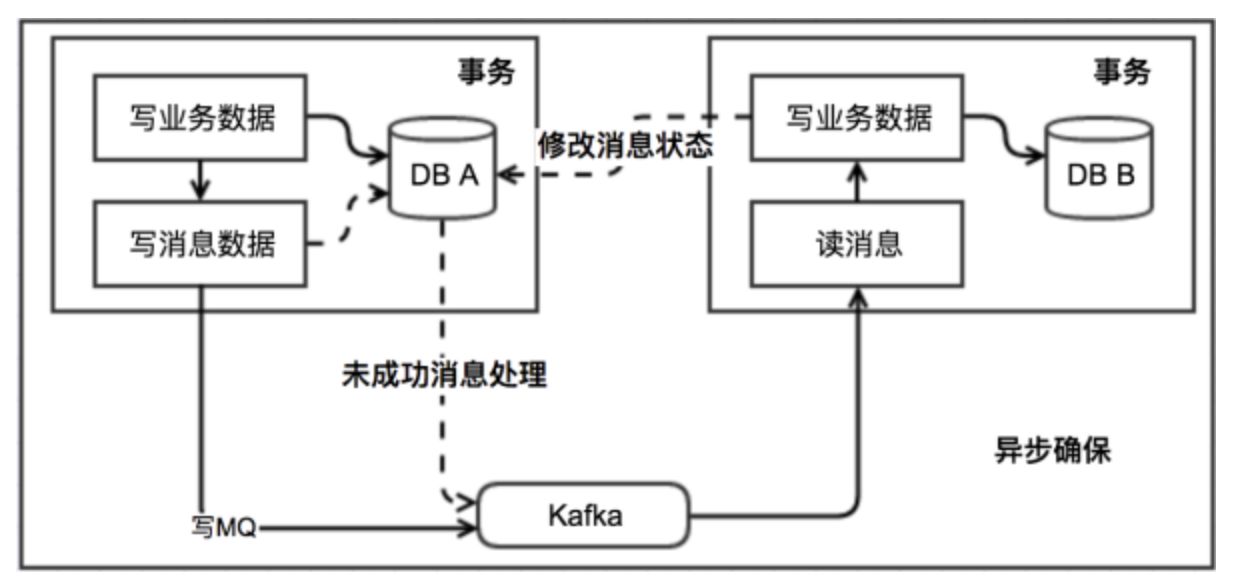 事务
写业务数据
DB A
写消息数据
修改消息状态
事务
写业务数据
DB B
读消息
未成功消息处理
异步确保
写MQ
Kafka